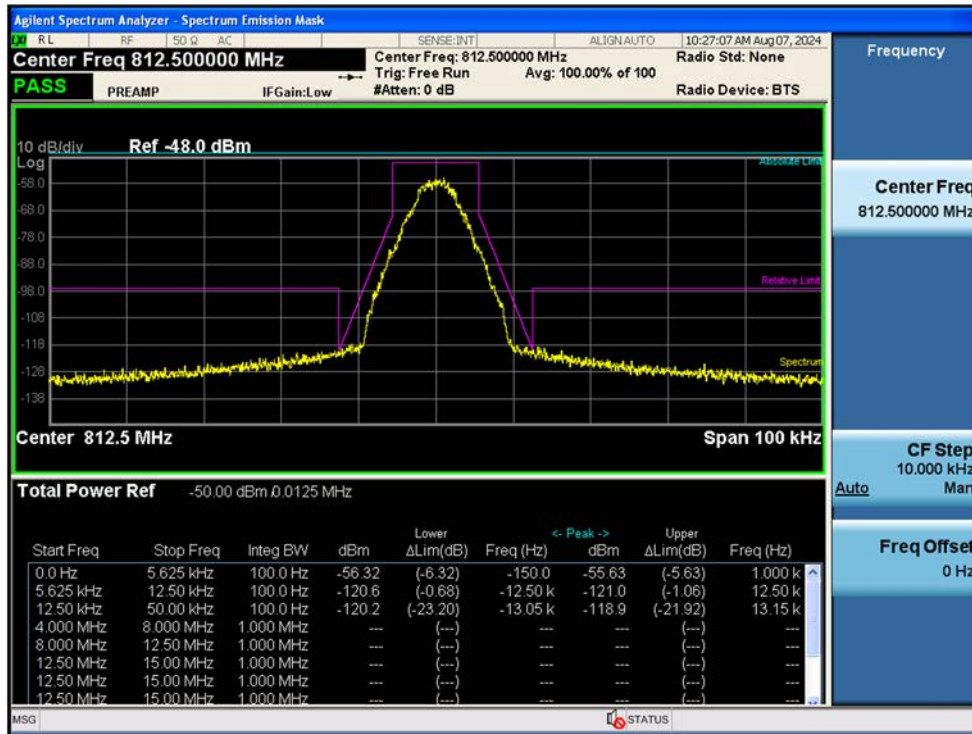 Agilent Spectrum Analyzer - Spectrum Emission Mask
LXI RL RF 50 Ω AC SENSE:INT ALIGNAUTO 10:27:07 AM Aug 07, 2024
Center Freq 812.500000 MHz Center Freq: 812.500000 MHz Radio Std: None
Trig: Free Run Avg: 100.00% of 100
PASS PREAMP IFGain:Low #Atten: 0 dB Radio Device: BTS
10 dB/div Ref -48.0 dBm
Log
Absolute Limit
-58.0
-68.0
-78.0
-88.0
-98.0
Relative Limit
-108
-118
-128
Spectrum
-138
Center 812.5 MHz Span 100 kHz
Total Power Ref -50.00 dBm / 0.0125 MHz
Lower <- Peak -> Upper
Start Freq Stop Freq Integ BW dBm ΔLim(dB) Freq (Hz) dBm ΔLim(dB) Freq (Hz)
0.0 Hz 5.625 kHz 100.0 Hz -56.32 (-6.32) -150.0 -55.63 (-5.63) 1.000 k
5.625 kHz 12.50 kHz 100.0 Hz -120.6 (-0.68) -12.50 k -121.0 (-1.06) 12.50 k
12.50 kHz 50.00 kHz 100.0 Hz -120.2 (-23.20) -13.05 k -118.9 (-21.92) 13.15 k
4.000 MHz 8.000 MHz 1.000 MHz --- (---) --- --- (---) ---
8.000 MHz 12.50 MHz 1.000 MHz --- (---) --- --- (---) ---
12.50 MHz 15.00 MHz 1.000 MHz --- (---) --- --- (---) ---
12.50 MHz 15.00 MHz 1.000 MHz --- (---) --- --- (---) ---
12.50 MHz 15.00 MHz 1.000 MHz --- (---) --- --- (---) ---
MSG STATUS
Frequency
Center Freq
812.500000 MHz
CF Step
10.000 kHz
Auto Man
Freq Offset
0 Hz